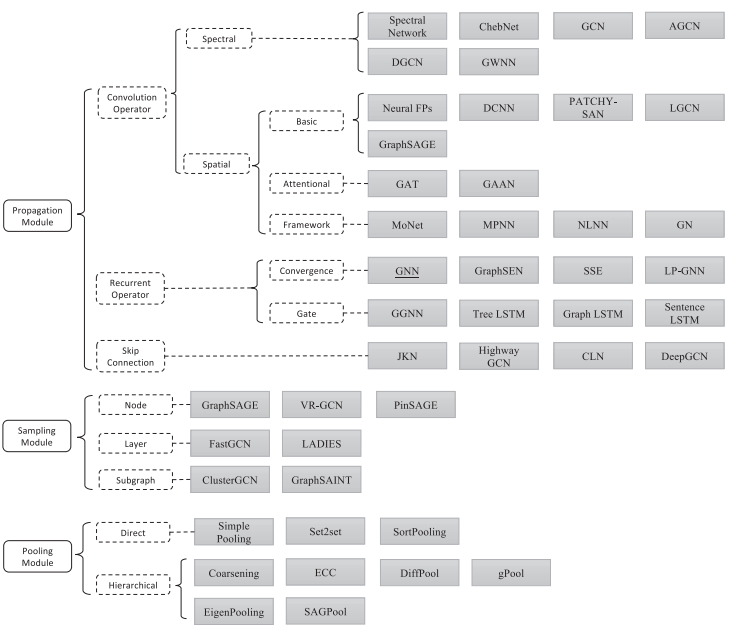 Spectral
Spectral
Network
ChebNet
GCN
AGCN
DGCN
GWNN
Convolution
Operator
Basic
Neural FPs
DCNN
PATCHY-
SAN
LGCN
GraphSAGE
Spatial
Attentional
GAT
GAAN
Propagation
Module
Framework
MoNet
MPNN
NLNN
GN
Recurrent
Operator
Convergence
GNN
GraphSEN
SSE
LP-GNN
Gate
GGNN
Tree LSTM
Graph LSTM
Sentence
LSTM
Skip
Connection
JKN
Highway
GCN
CLN
DeepGCN
Sampling
Module
Node
GraphSAGE
VR-GCN
PinSAGE
Layer
FastGCN
LADIES
Subgraph
ClusterGCN
GraphSAINT
Pooling
Module
Direct
Simple
Pooling
Set2set
SortPooling
Hierarchical
Coarsening
ECC
DiffPool
gPool
EigenPooling
SAGPool